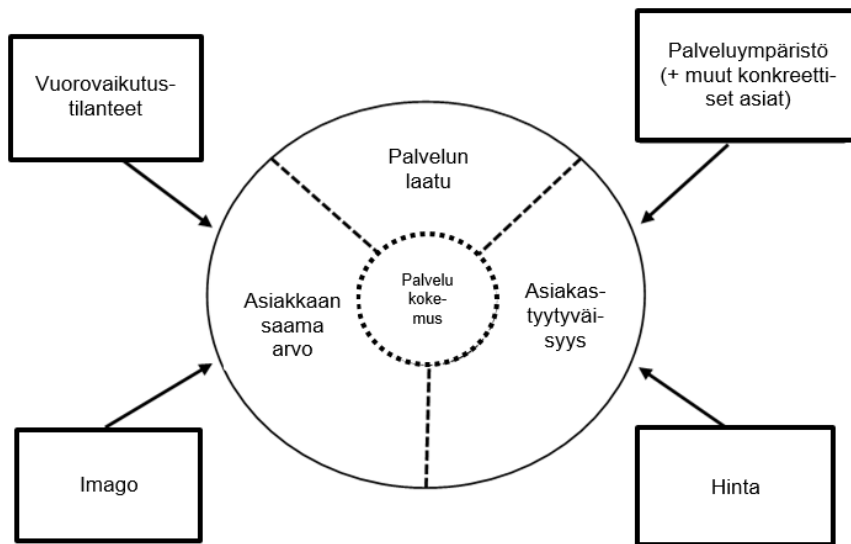 Vuorovaikutus-
tilanteet
Palveluympäristö
(+ muut konkreetti-
set asiat)
Palvelun
laatu
Asiakkaan
saama
arvo
Palvelu
koke-
mus
Asiakas-
tyytyväi-
syys
Imago
Hinta